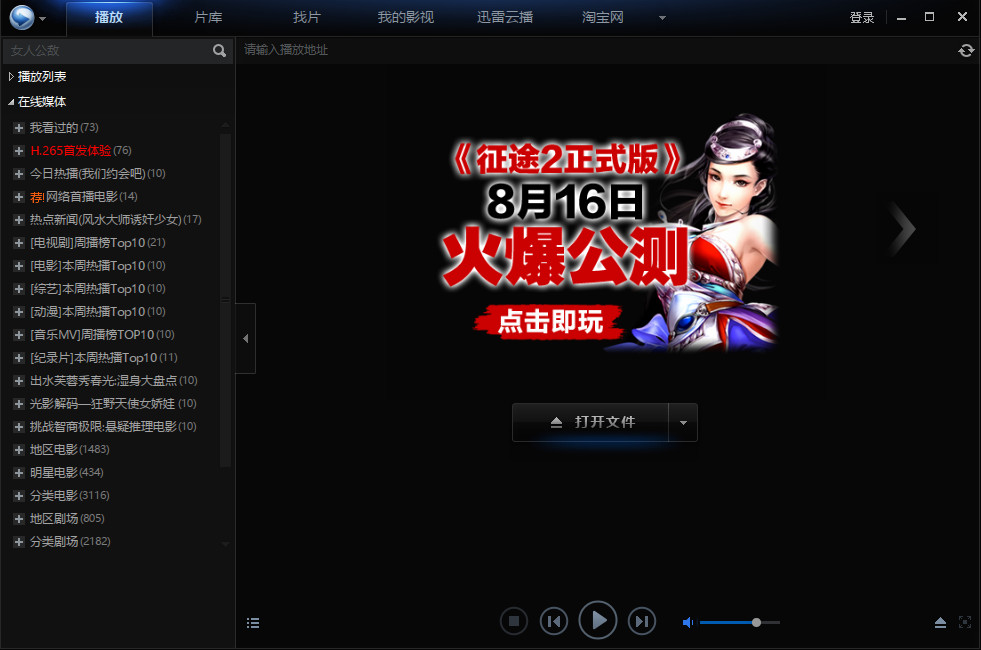 播放 片库 找片 我的影视 迅雷云播 淘宝网 登录
女人公敌 请输入播放地址
播放列表
在线媒体
我看过的(73)
H.265首发体验(76)
今日热播(我们约会吧)(10)
荐!网络首播电影(14)
热点新闻(风水大师诱奸少女)(17)
[电视剧]周播榜Top10(21)
[电影]本周热播Top10(10)
[综艺]本周热播Top10(10)
[动漫]本周热播Top10(10)
[音乐MV]周播榜TOP10(10)
[纪录片]本周热播Top10(11)
出水芙蓉秀春光:湿身大盘点(10)
光影解码—狂野天使女娇娃(10)
挑战智商极限:悬疑推理电影(10)
地区电影(1483)
明星电影(434)
分类电影(3116)
地区剧场(805)
分类剧场(2182)
《征途2正式版》
8月16日
火爆公测
点击即玩
打开文件